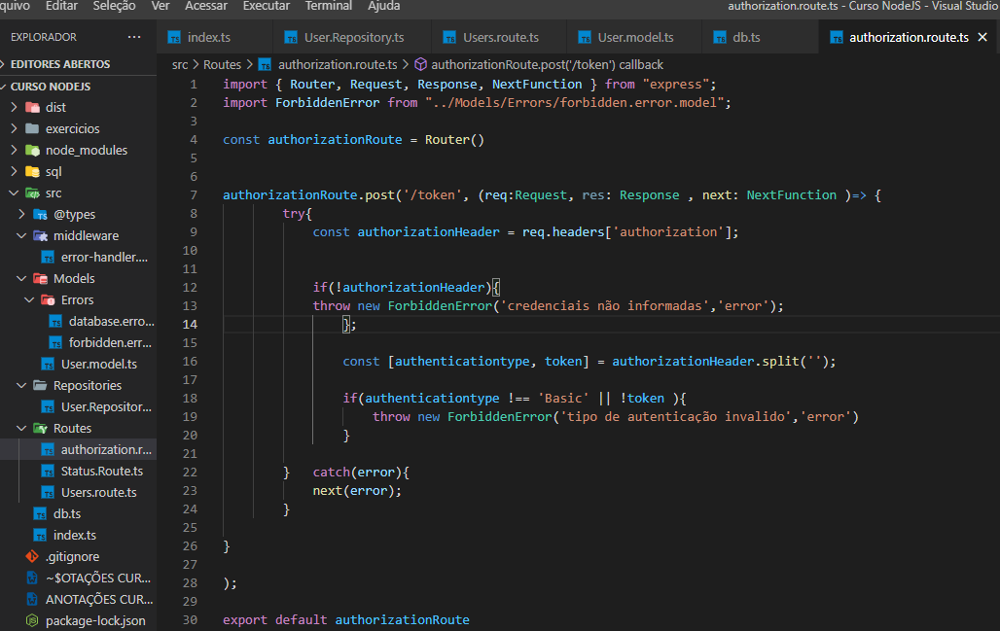 quivo Editar Seleção Ver Acessar Executar Terminal Ajuda authorization.route.ts - Curso NodeJS - Visual Studio
EXPLORADOR ...
index.ts User.Repository.ts Users.route.ts User.model.ts db.ts authorization.route.ts
EDITORES ABERTOS
CURSO NODEJS
dist
exercicios
node_modules
sql
src
@types
middleware
error-handler....
Models
Errors
database.erro...
forbidden.err...
User.model.ts
Repositories
User.Repositor...
Routes
authorization.r...
Status.Route.ts
Users.route.ts
db.ts
index.ts
.gitignore
~$OTAÇÕES CUR...
ANOTAÇÕES CUR...
package-lock.json
src > Routes > authorization.route.ts > authorizationRoute.post('/token') callback
1 import { Router, Request, Response, NextFunction } from "express";
2 import ForbiddenError from "../Models/Errors/forbidden.error.model";
3
4 const authorizationRoute = Router()
5
6
7 authorizationRoute.post('/token', (req:Request, res: Response , next: NextFunction )=> {
8 try{
9 const authorizationHeader = req.headers['authorization'];
10
11
12 if(!authorizationHeader){
13 throw new ForbiddenError('credenciais não informadas','error');
14 };
15
16 const [authenticationtype, token] = authorizationHeader.split('');
17
18 if(authenticationtype !== 'Basic' || !token ){
19 throw new ForbiddenError('tipo de autenticação invalido','error')
20 }
21
22 } catch(error){
23 next(error);
24 }
25
26 }
27
28 );
29
30 export default authorizationRoute